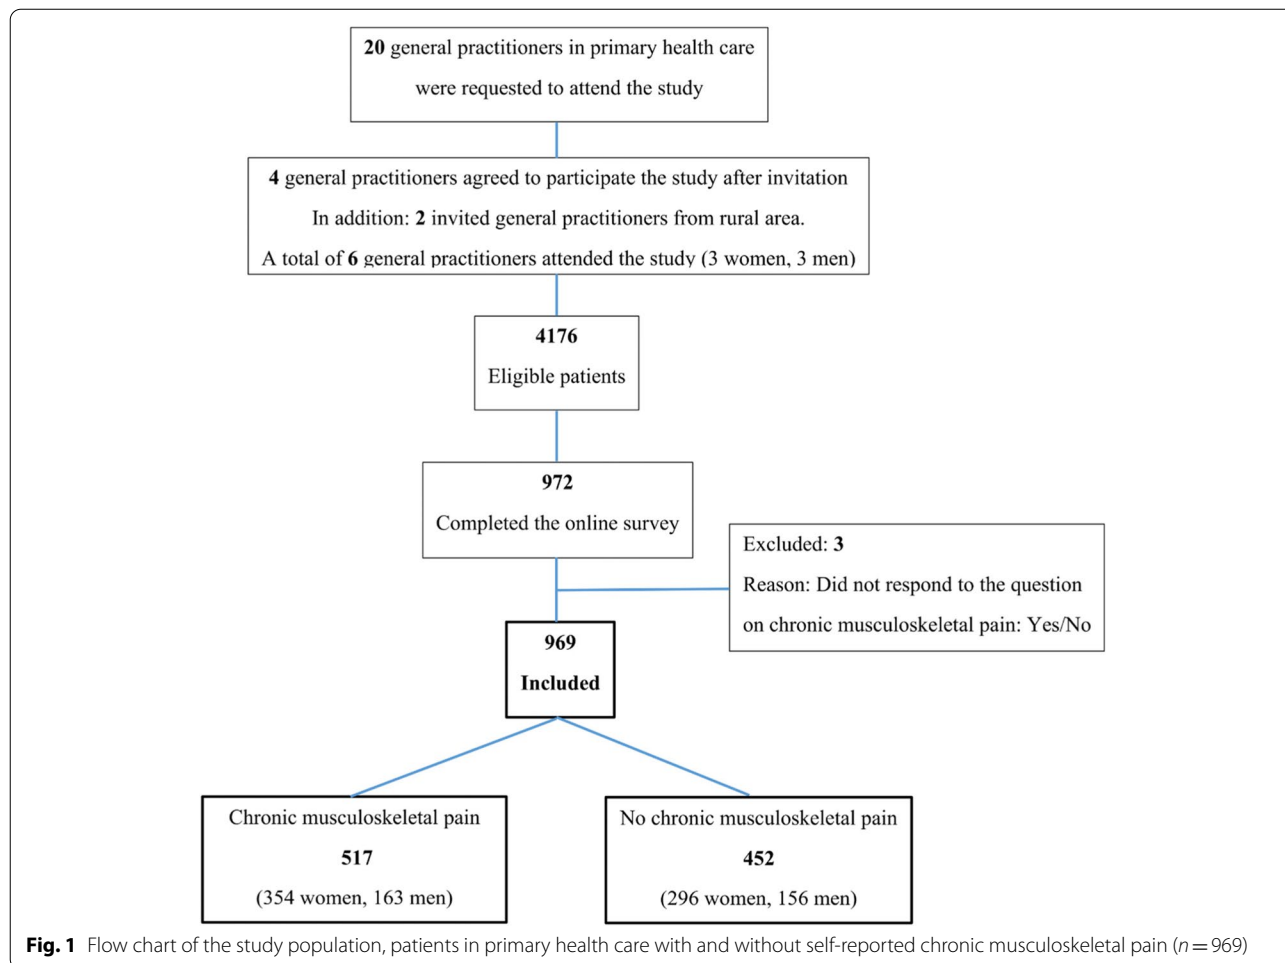 20 general practitioners in primary health care
were requested to attend the study
4 general practitioners agreed to participate the study after invitation
In addition: 2 invited general practitioners from rural area.
A total of 6 general practitioners attended the study (3 women, 3 men)
4176
Eligible patients
972
Completed the online survey
Excluded: 3
Reason: Did not respond to the question
on chronic musculoskeletal pain: Yes/No
969
Included
Chronic musculoskeletal pain
517
(354 women, 163 men)
No chronic musculoskeletal pain
452
(296 women, 156 men)
Fig. 1 Flow chart of the study population, patients in primary health care with and without self-reported chronic musculoskeletal pain (n = 969)